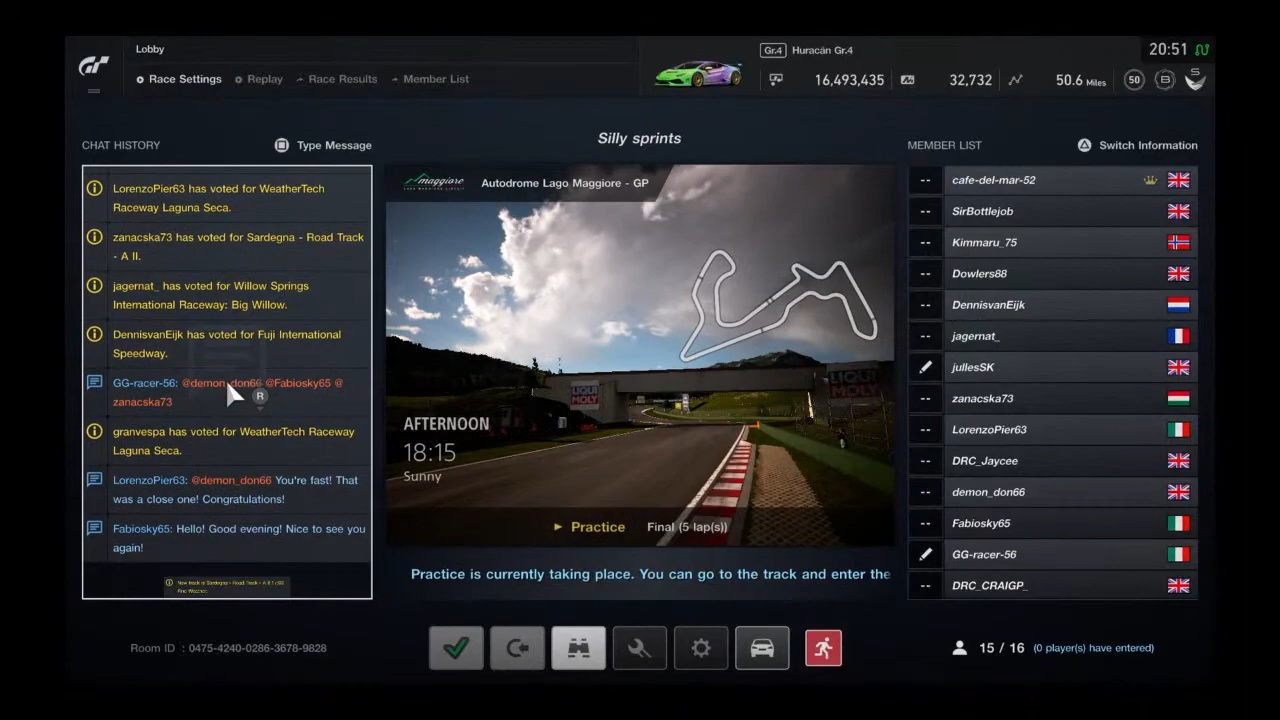 Lobby
Gr.4 Huracán Gr.4
20:51
Race Settings Replay Race Results Member List
16,493,435 32,732 50.6 Miles 50 B S
CHAT HISTORY Type Message
Silly sprints
MEMBER LIST Switch Information
LorenzoPier63 has voted for WeatherTech
Raceway Laguna Seca.
zanacska73 has voted for Sardegna - Road Track
- A II.
jagernat_ has voted for Willow Springs
International Raceway: Big Willow.
DennisvanEijk has voted for Fuji International
Speedway.
GG-racer-56: @demon_don66 @Fabiosky65 @
zanacska73
R
granvespa has voted for WeatherTech Raceway
Laguna Seca.
LorenzoPier63: @demon_don66 You're fast! That
was a close one! Congratulations!
Fabiosky65: Hello! Good evening! Nice to see you
again!
maggiore
Autodrome Lago Maggiore - GP
LIQUI
MOLY
LIQUI
MOLY
AFTERNOON
18:15
Sunny
Practice Final (5 lap(s))
Practice is currently taking place. You can go to the track and enter the
-- cafe-del-mar-52
-- SirBottlejob
-- Kimmaru_75
-- Dowlers88
-- DennisvanEijk
-- jagernat_
jullesSK
-- zanacska73
-- LorenzoPier63
-- DRC_Jaycee
-- demon_don66
-- Fabiosky65
GG-racer-56
-- DRC_CRAIGP_
Room ID : 0475-4240-0286-3678-9828
15 / 16 (0 player(s) have entered)